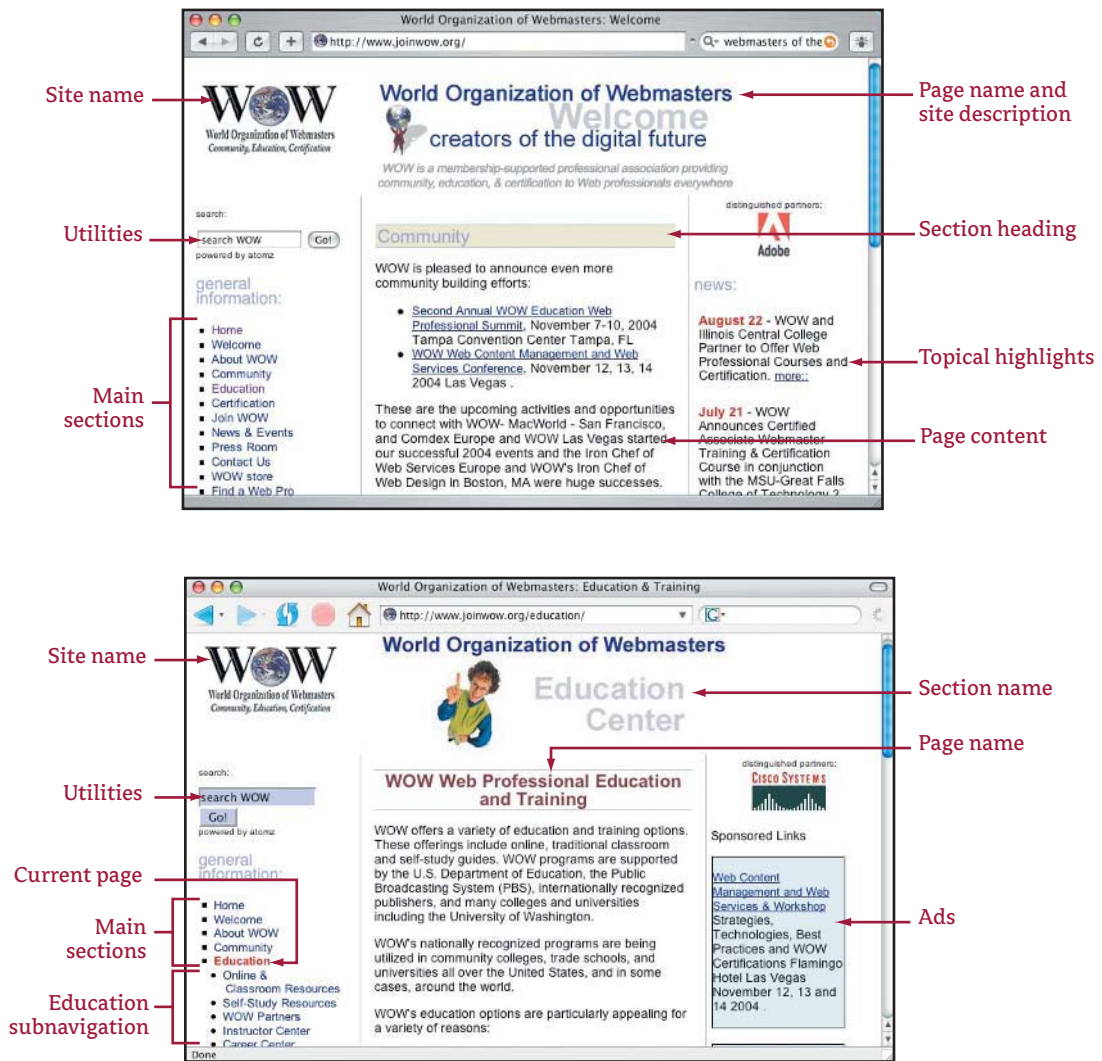 World Organization of Webmasters: Welcome
http://www.joinwow.org/
webmasters of the
Site name
WOW
World Organization of Webmasters
Community, Education, Certification
World Organization of Webmasters
Welcome
creators of the digital future
WOW is a membership-supported professional association providing
community, education, & certification to Web professionals everywhere
Page name and
site description
search:
Utilities
search WOW
Go!
powered by atomz
general
information:
Main
sections
Home
Welcome
About WOW
Community
Education
Certification
Join WOW
News & Events
Press Room
Contact Us
WOW store
Find a Web Pro
Community
Section heading
WOW is pleased to announce even more
community building efforts:
Second Annual WOW Education Web
Professional Summit, November 7-10, 2004
Tampa Convention Center Tampa, FL
WOW Web Content Management and Web
Services Conference, November 12, 13, 14
2004 Las Vegas .
These are the upcoming activities and opportunities
to connect with WOW- MacWorld - San Francisco,
and Comdex Europe and WOW Las Vegas started
our successful 2004 events and the Iron Chef of
Web Services Europe and WOW's Iron Chef of
Web Design in Boston, MA were huge successes.
Page content
distinguished partners:
Adobe
news:
August 22 - WOW and
Illinois Central College
Partner to Offer Web
Professional Courses and
Certification. more::
Topical highlights
July 21 - WOW
Announces Certified
Associate Webmaster
Training & Certification
Course in conjunction
with the MSU-Great Falls
College of Technology 2
World Organization of Webmasters: Education & Training
http://www.joinwow.org/education/
G
Site name
WOW
World Organization of Webmasters
Community, Education, Certification
World Organization of Webmasters
Education
Center
Section name
Page name
search:
Utilities
search WOW
Go!
powered by atomz
general
information:
Current page
Main
sections
Home
Welcome
About WOW
Community
Education
Education
subnavigation
Online &
Classroom Resources
Self-Study Resources
WOW Partners
Instructor Center
Career Center
WOW Web Professional Education
and Training
WOW offers a variety of education and training options.
These offerings include online, traditional classroom
and self-study guides. WOW programs are supported
by the U.S. Department of Education, the Public
Broadcasting System (PBS), internationally recognized
publishers, and many colleges and universities
including the University of Washington.
WOW's nationally recognized programs are being
utilized in community colleges, trade schools, and
universities all over the United States, and in some
cases, around the world.
WOW's education options are particularly appealing for
a variety of reasons:
distinguished partners:
CISCO SYSTEMS
Sponsored Links
Web Content
Management and Web
Services & Workshop
Strategies,
Technologies, Best
Practices and WOW
Certifications Flamingo
Hotel Las Vegas
November 12, 13 and
14 2004 .
Ads
Done